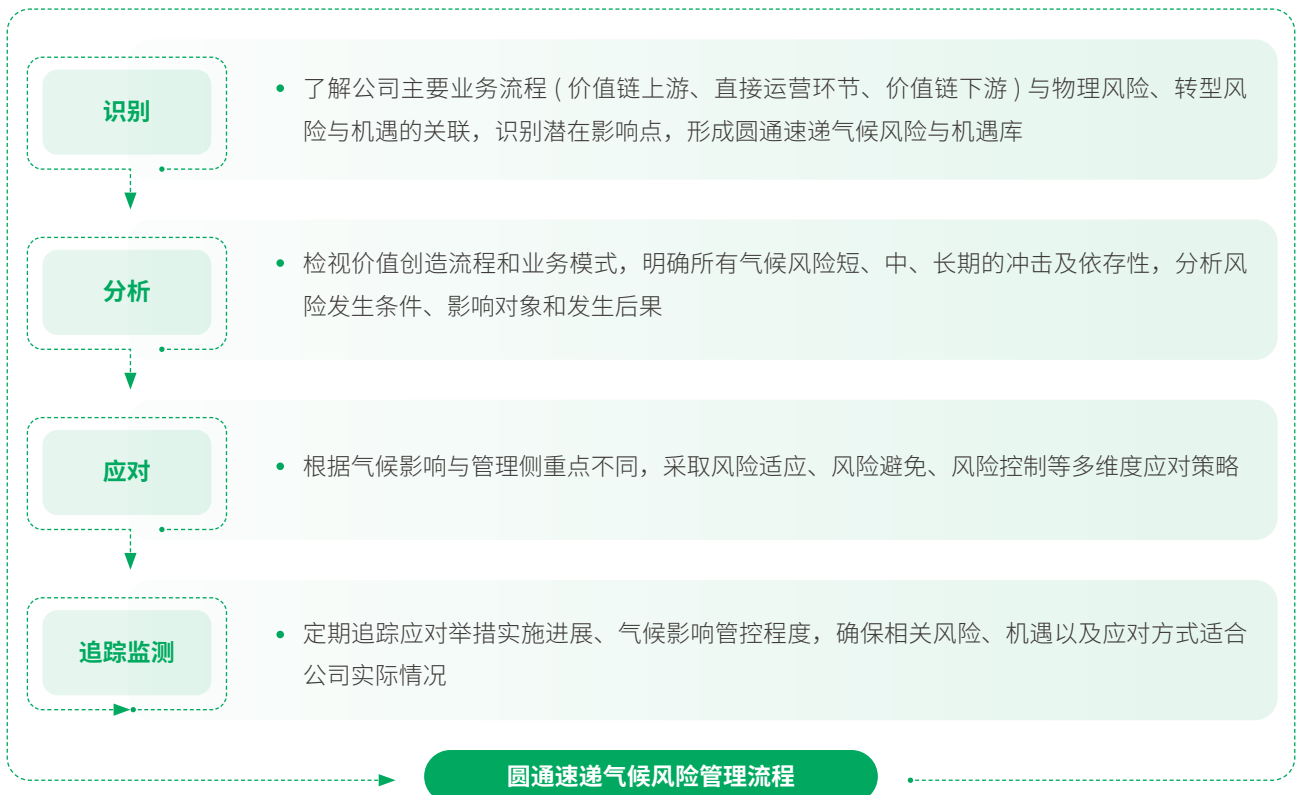 识别
• 了解公司主要业务流程 ( 价值链上游、直接运营环节、价值链下游 ) 与物理风险、转型风
险与机遇的关联，识别潜在影响点，形成圆通速递气候风险与机遇库
分析
• 检视价值创造流程和业务模式，明确所有气候风险短、中、长期的冲击及依存性，分析风
险发生条件、影响对象和发生后果
应对
• 根据气候影响与管理侧重点不同，采取风险适应、风险避免、风险控制等多维度应对策略
追踪监测
• 定期追踪应对举措实施进展、气候影响管控程度，确保相关风险、机遇以及应对方式适合
公司实际情况
圆通速递气候风险管理流程